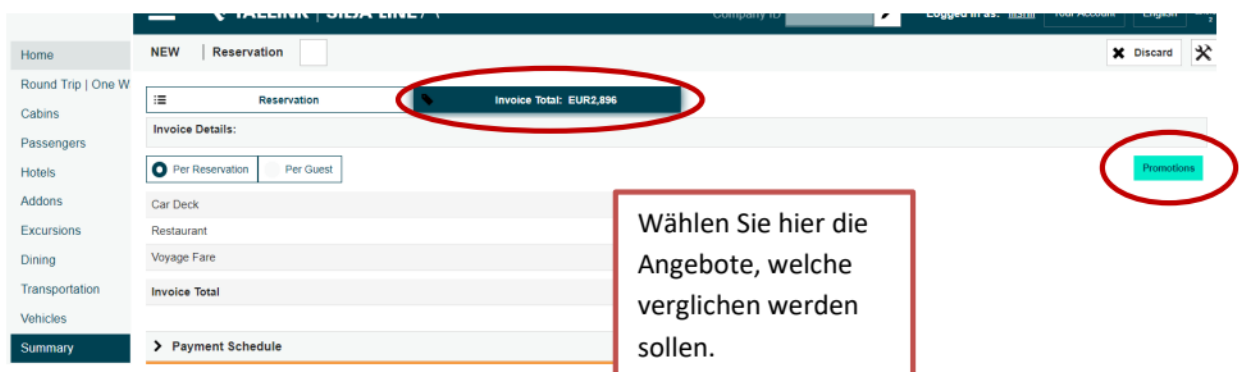 TALLINK | SILJA LINE
Company ID
Logged in as:
Your Account
English
2
Home
Round Trip | One W
Cabins
Passengers
Hotels
Addons
Excursions
Dining
Transportation
Vehicles
Summary
NEW | Reservation
Discard
Reservation
Invoice Total: EUR2,896
Invoice Details:
Per Reservation
Per Guest
Promotions
Car Deck
Restaurant
Voyage Fare
Invoice Total
Payment Schedule
Wählen Sie hier die
Angebote, welche
verglichen werden
sollen.